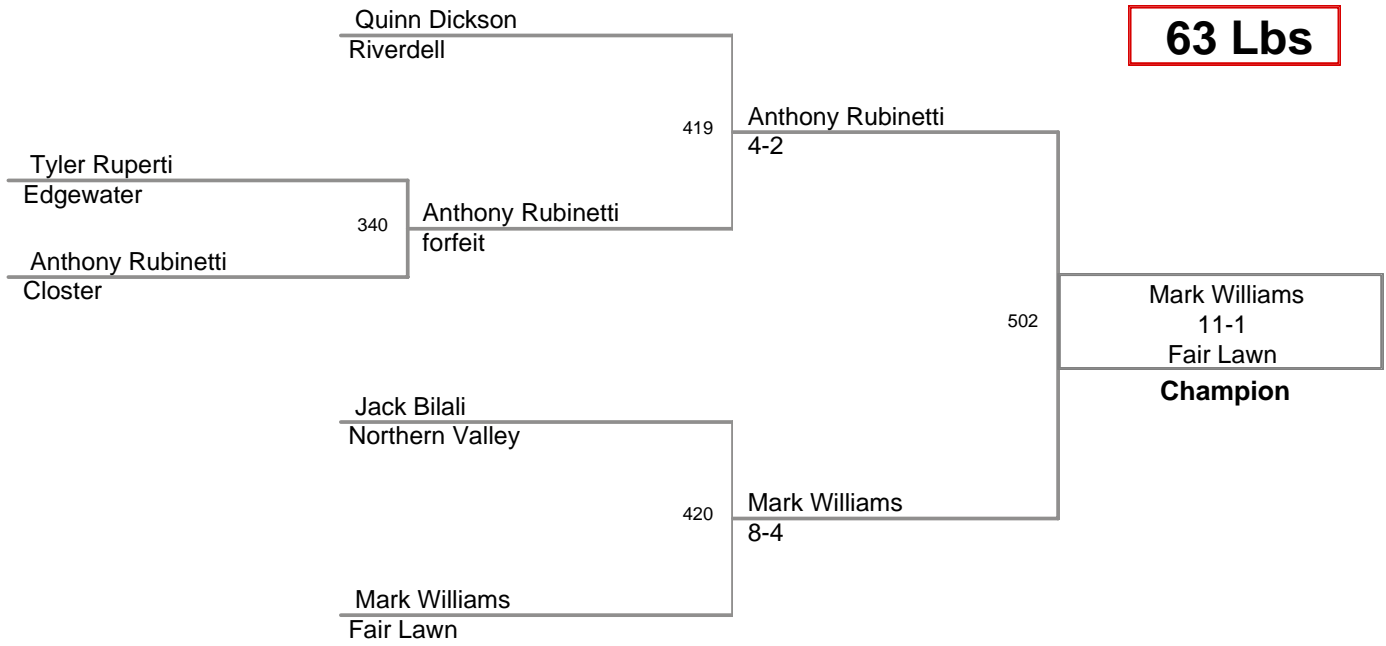 Quinn Dickson
Riverdell
63 Lbs
419
Anthony Rubinetti
4-2
Tyler Ruperti
Edgewater
340
Anthony Rubinetti
forfeit
Anthony Rubinetti
Closter
502
Mark Williams
11-1
Fair Lawn
Champion
Jack Bilali
Northern Valley
420
Mark Williams
8-4
Mark Williams
Fair Lawn